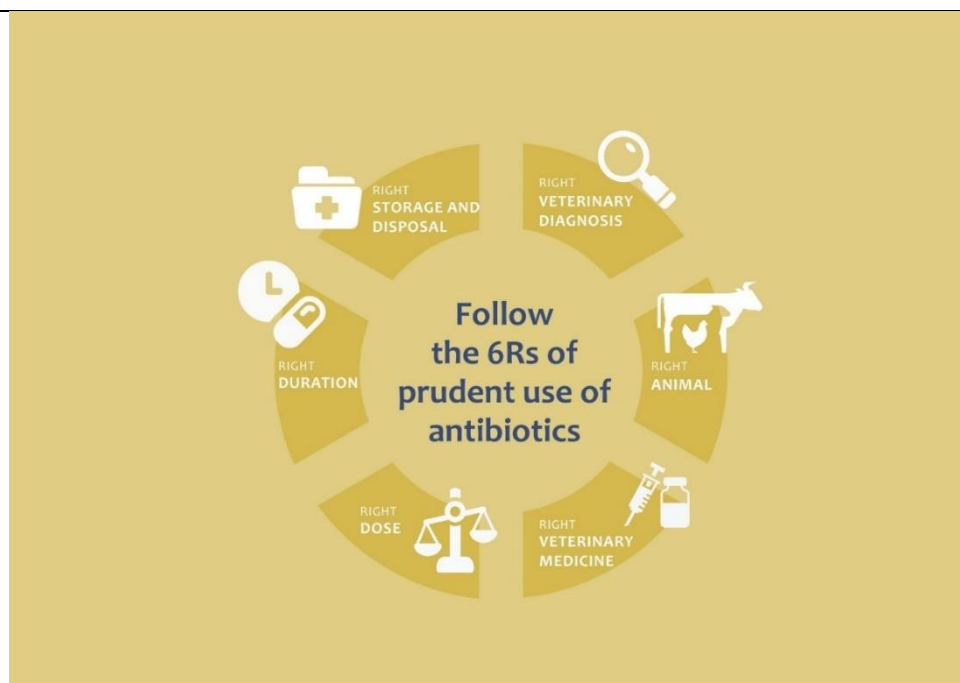 Follow
the 6Rs of
prudent use of
antibiotics
RIGHT
VETERINARY
DIAGNOSIS
RIGHT
ANIMAL
RIGHT
VETERINARY
MEDICINE
RIGHT
DOSE
RIGHT
DURATION
RIGHT
STORAGE AND
DISPOSAL